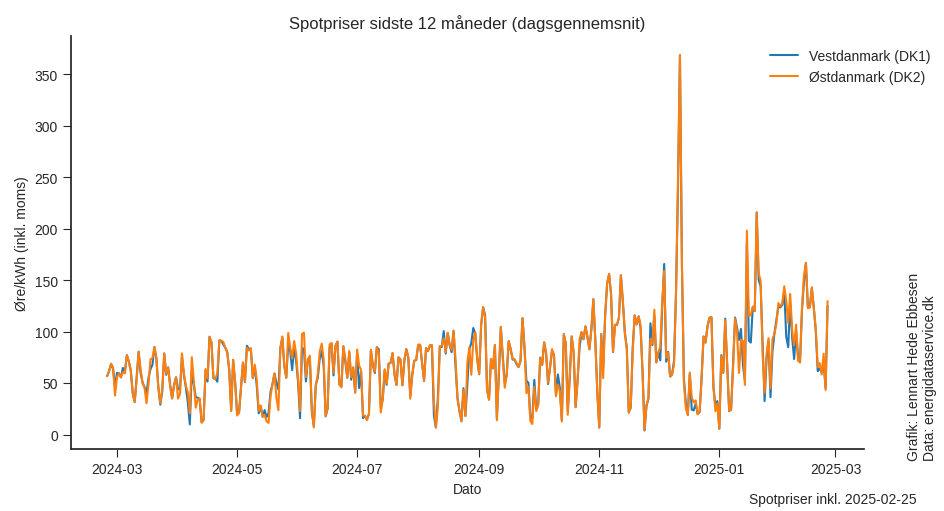 Spotpriser sidste 12 måneder (dagsgennemsnit)
Vestdanmark (DK1)
Østdanmark (DK2)
Øre/kWh (inkl. moms)
350
300
250
200
150
100
50
0
2024-03
2024-05
2024-07
2024-09
2024-11
2025-01
2025-03
Dato
Grafik: Lennart Hede Ebbesen
Data: energidataservice.dk
Spotpriser inkl. 2025-02-25